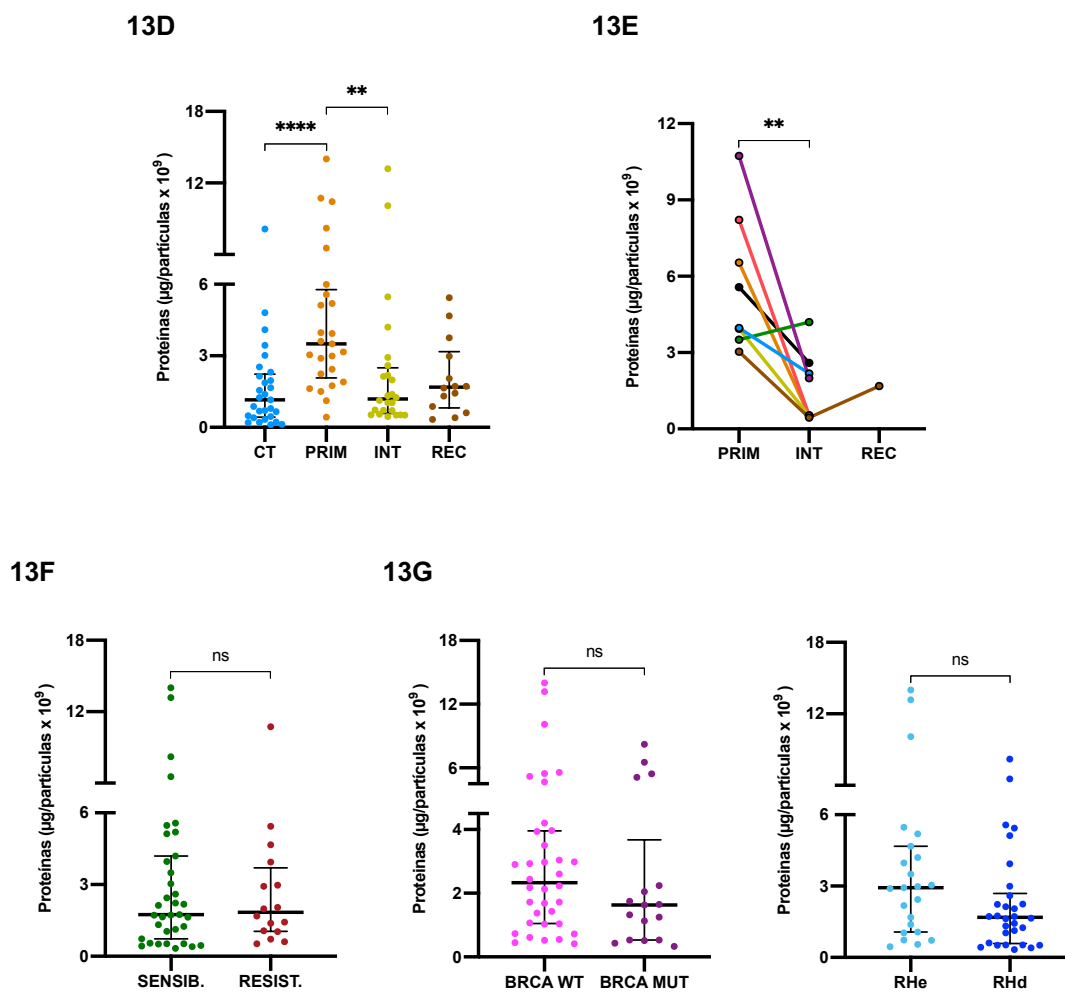 13D
Proteínas (µg/partículas x 10⁹)
18
12
6
3
0
****
**
CT PRIM INT REC
13E
Proteínas (µg/partículas x 10⁹)
12
9
6
3
0
**
PRIM INT REC
13F
Proteínas (µg/partículas x 10⁹)
18
12
6
3
0
ns
SENSIB. RESIST.
13G
Proteínas (µg/partículas x 10⁹)
18
12
6
4
2
0
ns
BRCA WT BRCA MUT
Proteínas (µg/partículas x 10⁹)
18
12
6
3
0
ns
RHe RHd